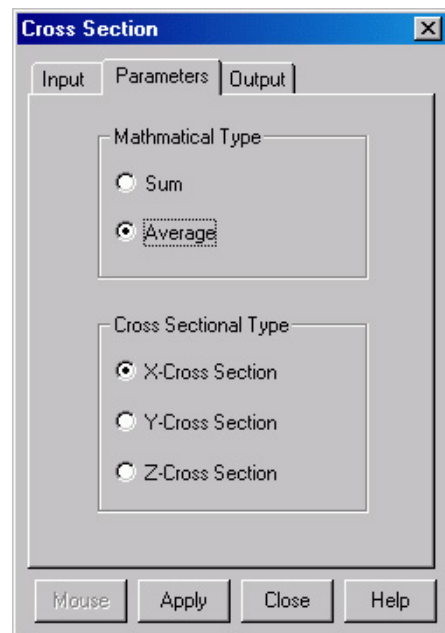 Cross Section
Input Parameters Output
Mathmatical Type
Sum
Average
Cross Sectional Type
X-Cross Section
Y-Cross Section
Z-Cross Section
Mouse Apply Close Help